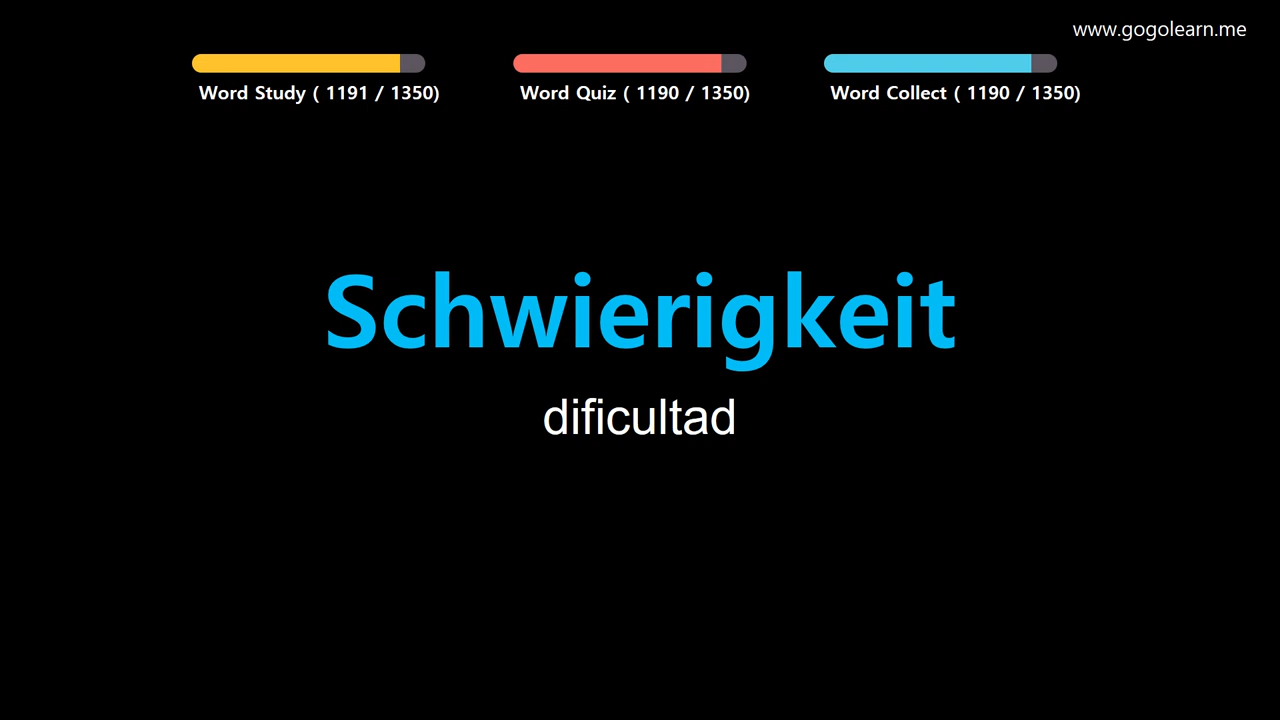 www.gogolearn.me
Word Study ( 1191 / 1350)
Word Quiz ( 1190 / 1350)
Word Collect ( 1190 / 1350)
Schwierigkeit
dificultad